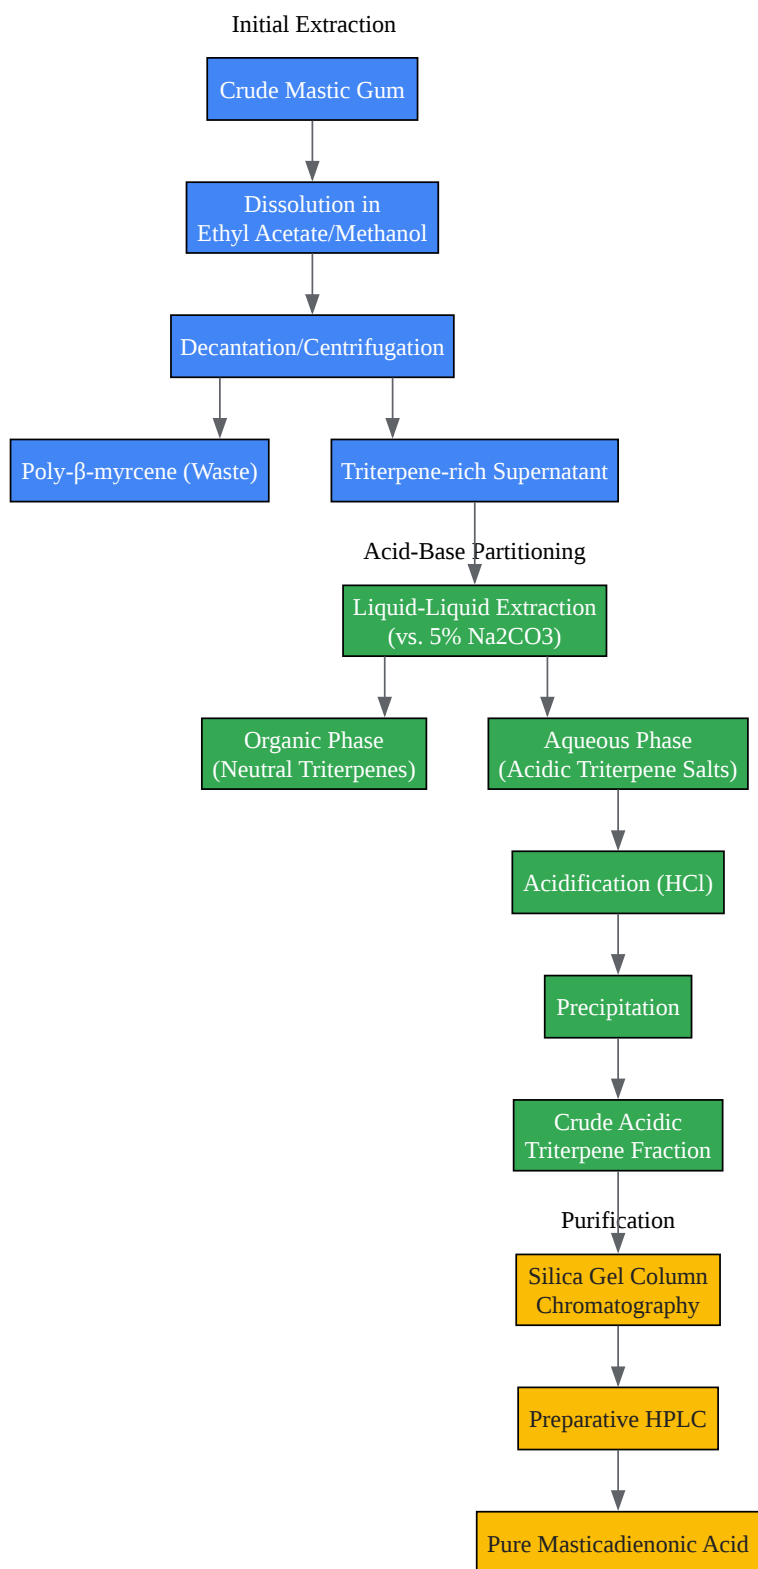 Initial Extraction
Crude Mastic Gum
Dissolution in
Ethyl Acetate/Methanol
Decantation/Centrifugation
Poly-β-myrcene (Waste)
Triterpene-rich Supernatant
Acid-Base Partitioning
Liquid-Liquid Extraction
(vs. 5% Na2CO3)
Organic Phase
(Neutral Triterpenes)
Aqueous Phase
(Acidic Triterpene Salts)
Acidification (HCl)
Precipitation
Crude Acidic
Triterpene Fraction
Purification
Silica Gel Column
Chromatography
Preparative HPLC
Pure Masticadienonic Acid